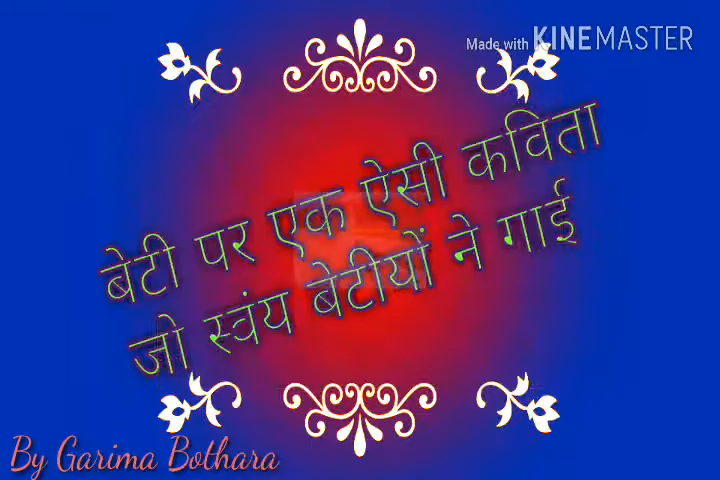 Made with KINEMASTER
बेटी पर एक ऐसी कविता
जो स्वंय बेटीयों ने गाई
By Garima Bothara